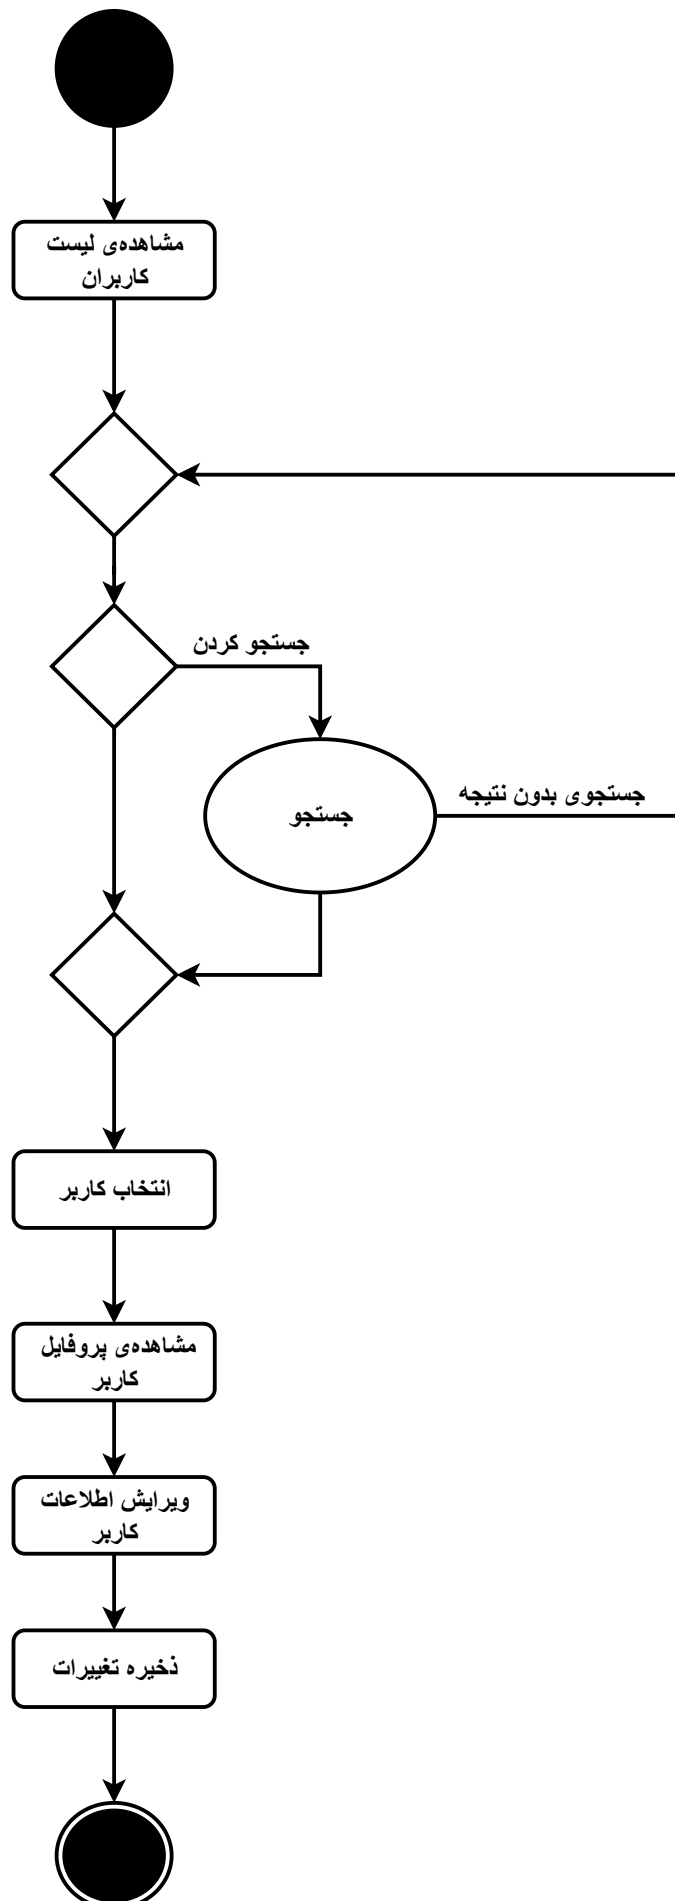 مشاهده‌ی لیست
کاربران
جستجو کردن
جستجو
جستجوی بدون نتیجه
انتخاب کاربر
مشاهده‌ی پروفایل
کاربر
ویرایش اطلاعات
کاربر
ذخیره تغییرات